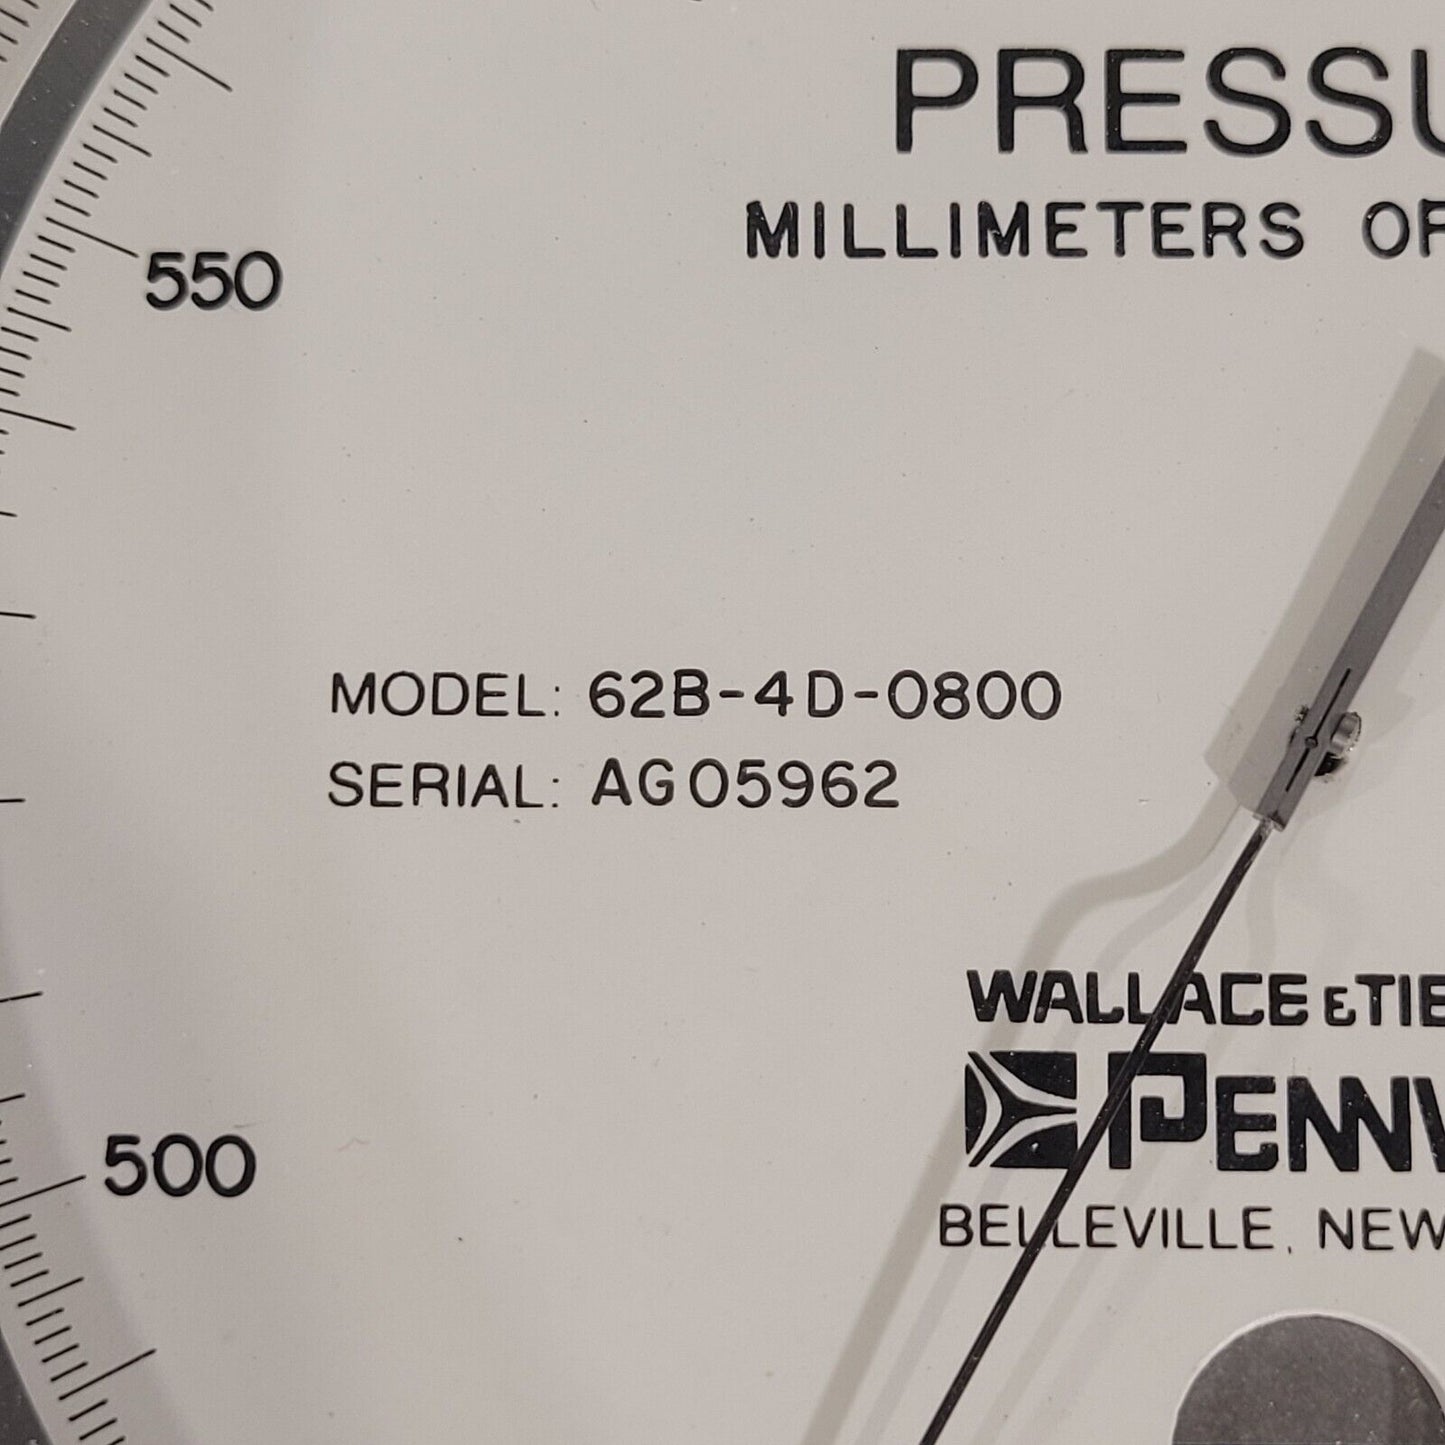 PRESSU
MILLIMETERS OF
550
MODEL: 62B-4D-0800
SERIAL: AG05962
WALLACE & TIE
PENNW
500
BELLEVILLE, NEW